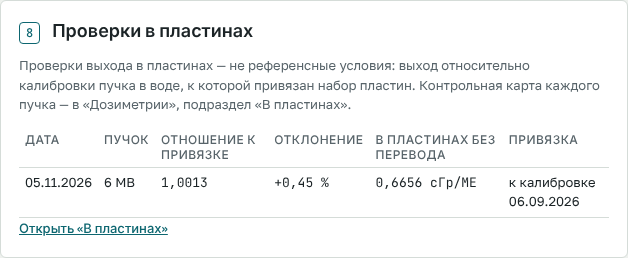 8 Проверки в пластинах
Проверки выхода в пластинах — не референсные условия: выход относительно
калибровки пучка в воде, к которой привязан набор пластин. Контрольная карта каждого
пучка — в «Дозиметрии», подраздел «В пластинах».
ДАТА ПУЧОК ОТНОШЕНИЕ К ПРИВЯЗКЕ ОТКЛОНЕНИЕ В ПЛАСТИНАХ БЕЗ ПЕРЕВОДА ПРИВЯЗКА
05.11.2026 6 МВ 1,0013 +0,45 % 0,6656 сГр/МЕ к калибровке
06.09.2026
Открыть «В пластинах»